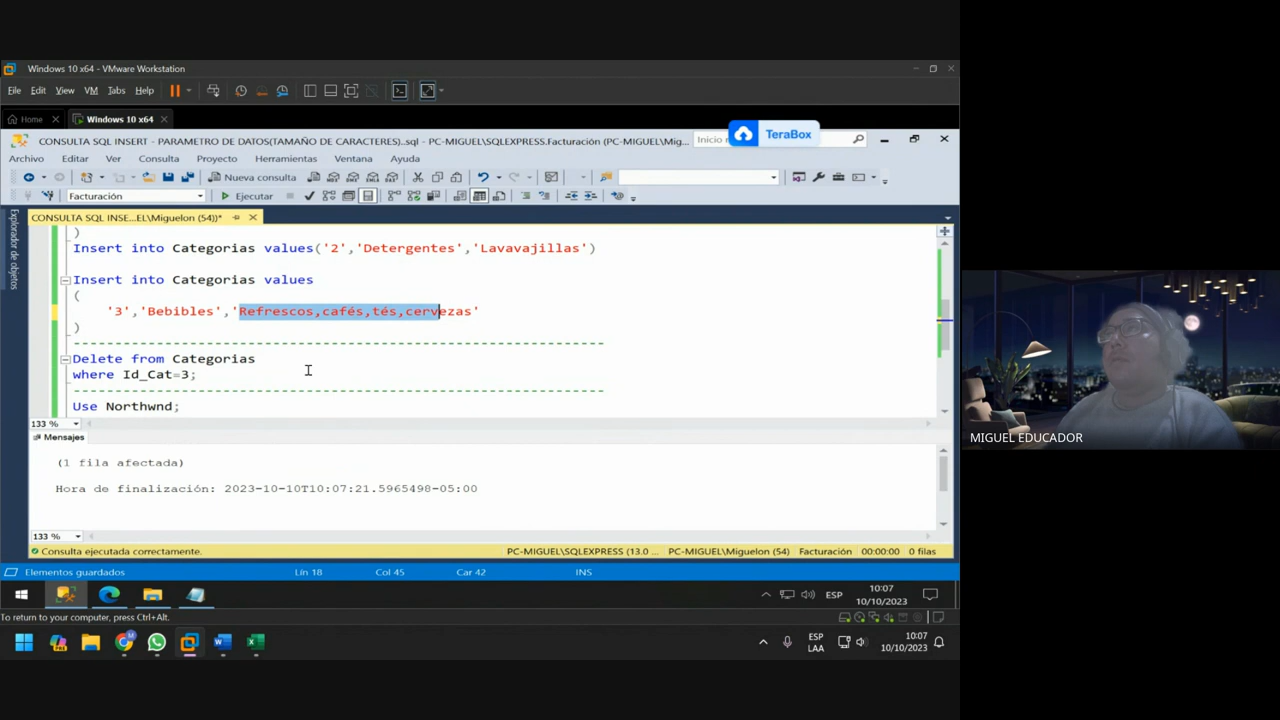 Windows 10 x64 - VMware Workstation
File Edit View VM Tabs Help
Home Windows 10 x64
CONSULTA SQL INSERT - PARAMETRO DE DATOS(TAMAÑO DE CARACTERES)..sql - PC-MIGUEL\SQLEXPRESS.Facturación (PC-MIGUEL\Mig...
TeraBox
Archivo Editar Ver Consulta Proyecto Herramientas Ventana Ayuda
Nueva consulta
Facturación Ejecutar
CONSULTA SQL INSE...EL\Miguelon (54))*
Explorador de objetos
)
Insert into Categorias values('2','Detergentes','Lavavajillas')
Insert into Categorias values
(
'3','Bebibles','Refrescos,cafés,tés,cervezas'
)
Delete from Categorias
where Id_Cat=3;
Use Northwnd;
133 %
Mensajes
(1 fila afectada)
Hora de finalización: 2023-10-10T10:07:21.5965498-05:00
133 %
Consulta ejecutada correctamente. PC-MIGUEL\SQLEXPRESS (13.0 ... PC-MIGUEL\Miguelon (54) Facturación 00:00:00 0 filas
Elementos guardados Lín 18 Col 45 Car 42 INS
ESP 10:07
10/10/2023
To return to your computer, press Ctrl+Alt.
ESP 10:07
LAA 10/10/2023
MIGUEL EDUCADOR